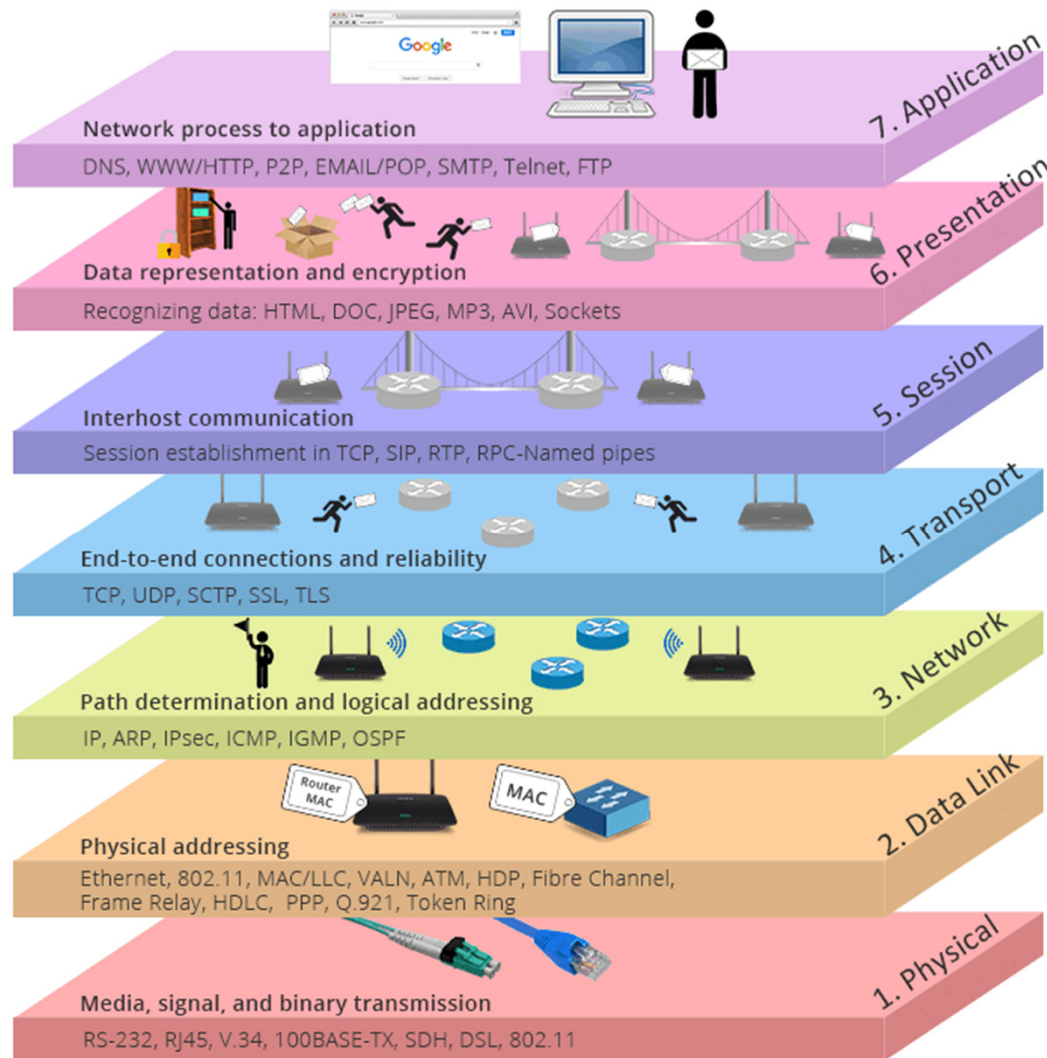 Google
7. Application
Network process to application
DNS, WWW/HTTP, P2P, EMAIL/POP, SMTP, Telnet, FTP
6. Presentation
Data representation and encryption
Recognizing data: HTML, DOC, JPEG, MP3, AVI, Sockets
5. Session
Interhost communication
Session establishment in TCP, SIP, RTP, RPC-Named pipes
4. Transport
End-to-end connections and reliability
TCP, UDP, SCTP, SSL, TLS
3. Network
Path determination and logical addressing
IP, ARP, IPsec, ICMP, IGMP, OSPF
Router
MAC
MAC
2. Data Link
Physical addressing
Ethernet, 802.11, MAC/LLC, VALN, ATM, HDP, Fibre Channel,
Frame Relay, HDLC, PPP, Q.921, Token Ring
1. Physical
Media, signal, and binary transmission
RS-232, RJ45, V.34, 100BASE-TX, SDH, DSL, 802.11